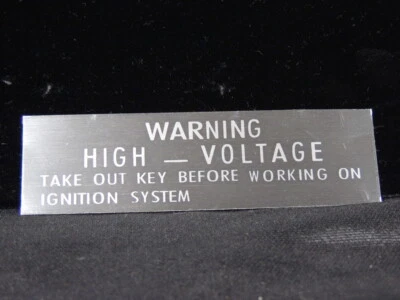 WARNING
HIGH – VOLTAGE
TAKE OUT KEY BEFORE WORKING ON
IGNITION SYSTEM